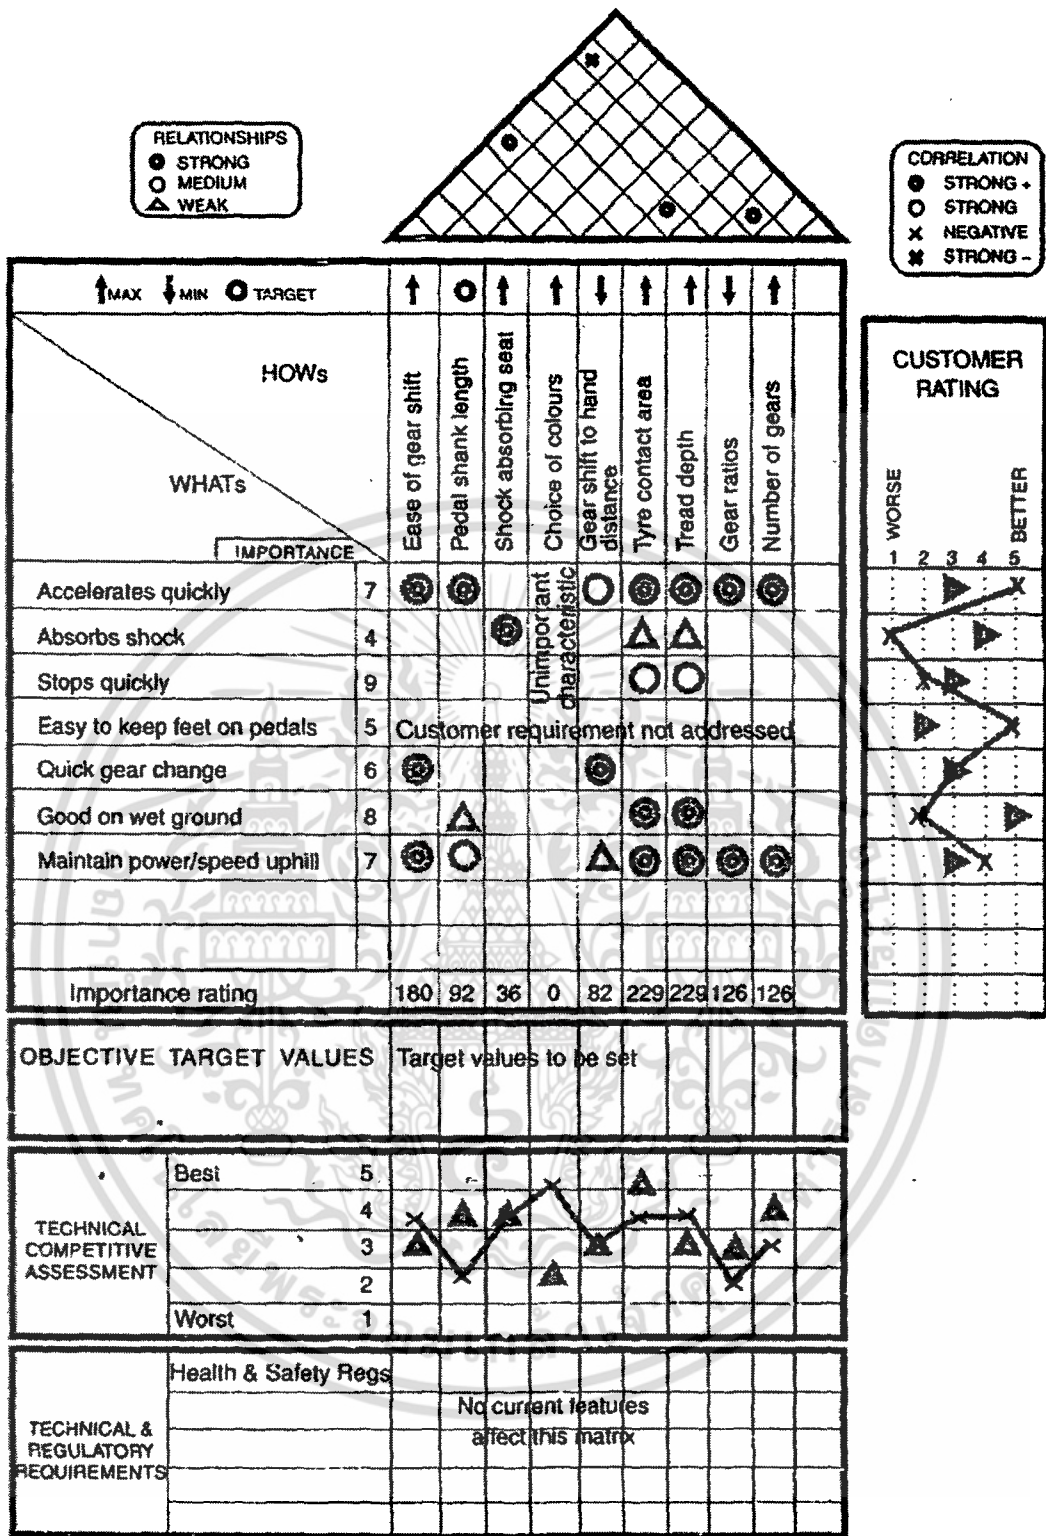 RELATIONSHIPS
STRONG
MEDIUM
WEAK
CORRELATION
STRONG +
STRONG
NEGATIVE
STRONG –
MAX MIN TARGET
HOWs
WHATs
IMPORTANCE
Ease of gear shift
Pedal shank length
Shock absorbing seat
Choice of colours
Gear shift to hand
distance
Tyre contact area
Tread depth
Gear ratios
Number of gears
CUSTOMER
RATING
WORSE
BETTER
1 2 3 4 5
Accelerates quickly 7
Absorbs shock 4
Stops quickly 9
Unimportant
characteristic
Easy to keep feet on pedals 5 Customer requirement not addressed
Quick gear change 6
Good on wet ground 8
Maintain power/speed uphill 7
Importance rating 180 92 36 0 82 229 229 126 126
OBJECTIVE TARGET VALUES Target values to be set
TECHNICAL
COMPETITIVE
ASSESSMENT
Best 5
4
3
2
Worst 1
TECHNICAL &
REGULATORY
REQUIREMENTS
Health & Safety Regs
No current features
affect this matrix